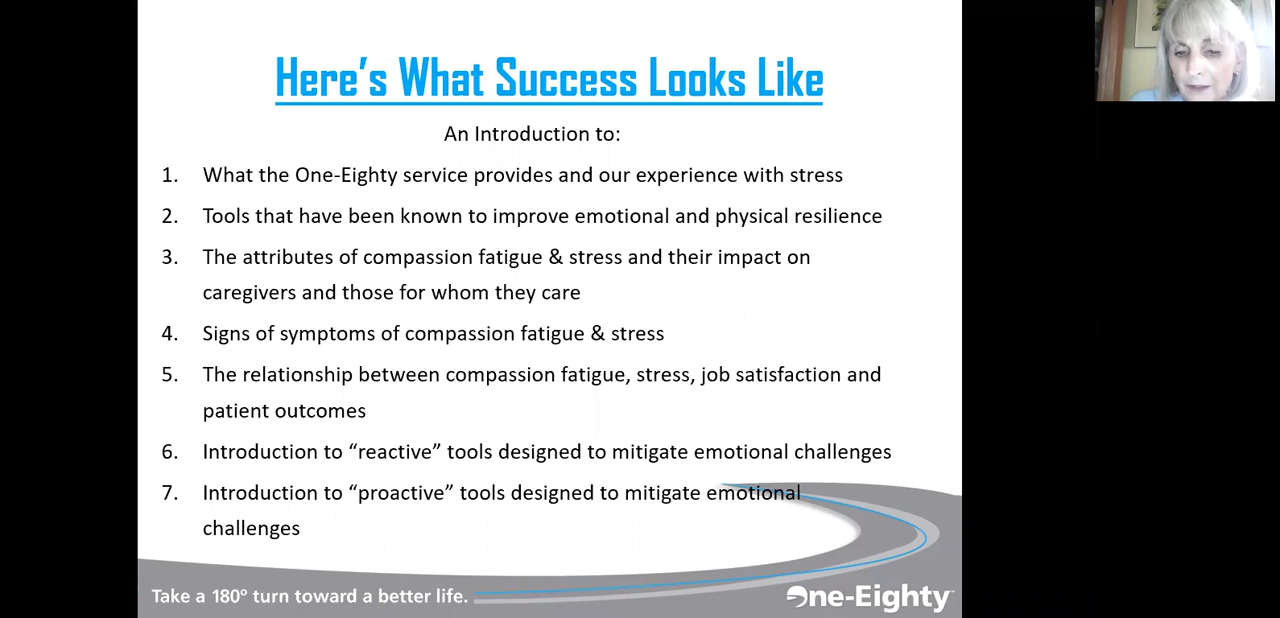 Here's What Success Looks Like
An Introduction to:
1. What the One-Eighty service provides and our experience with stress
2. Tools that have been known to improve emotional and physical resilience
3. The attributes of compassion fatigue & stress and their impact on
caregivers and those for whom they care
4. Signs of symptoms of compassion fatigue & stress
5. The relationship between compassion fatigue, stress, job satisfaction and
patient outcomes
6. Introduction to “reactive” tools designed to mitigate emotional challenges
7. Introduction to “proactive” tools designed to mitigate emotional
challenges
Take a 180° turn toward a better life.
One-Eighty